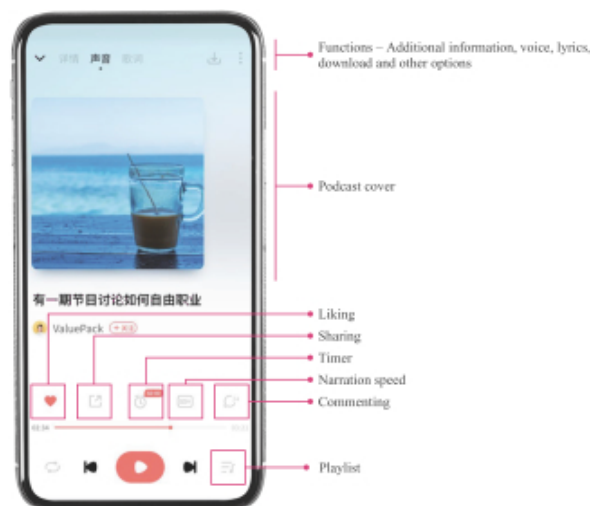 详情 声音 歌词
Functions – Additional information, voice, lyrics,
download and other options
Podcast cover
有一期节目讨论如何自由职业
ValuePack
Liking
Sharing
Timer
Narration speed
Commenting
Playlist